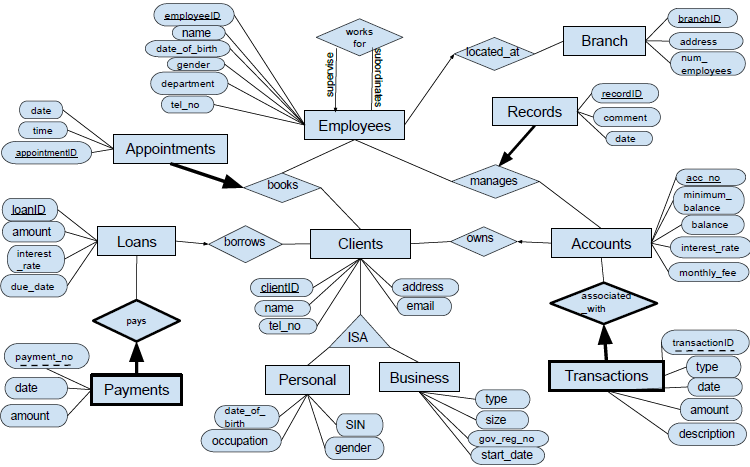 employeeID
name
date_of_birth
gender
department
tel_no
works
for
supervise
subordinates
located_at
Branch
branchID
address
num_
employees
Employees
Records
recordID
comment
date
date
time
appointmentID
Appointments
books
manages
loanID
amount
interest
_rate
due_date
Loans
borrows
Clients
owns
Accounts
acc_no
minimum_
balance
balance
interest_rate
monthly_fee
clientID
name
tel_no
address
email
pays
associated
_with
ISA
payment_no
date
amount
Payments
Personal
Business
Transactions
transactionID
type
date
amount
description
date_of_
birth
occupation
SIN
gender
type
size
gov_reg_no
start_date